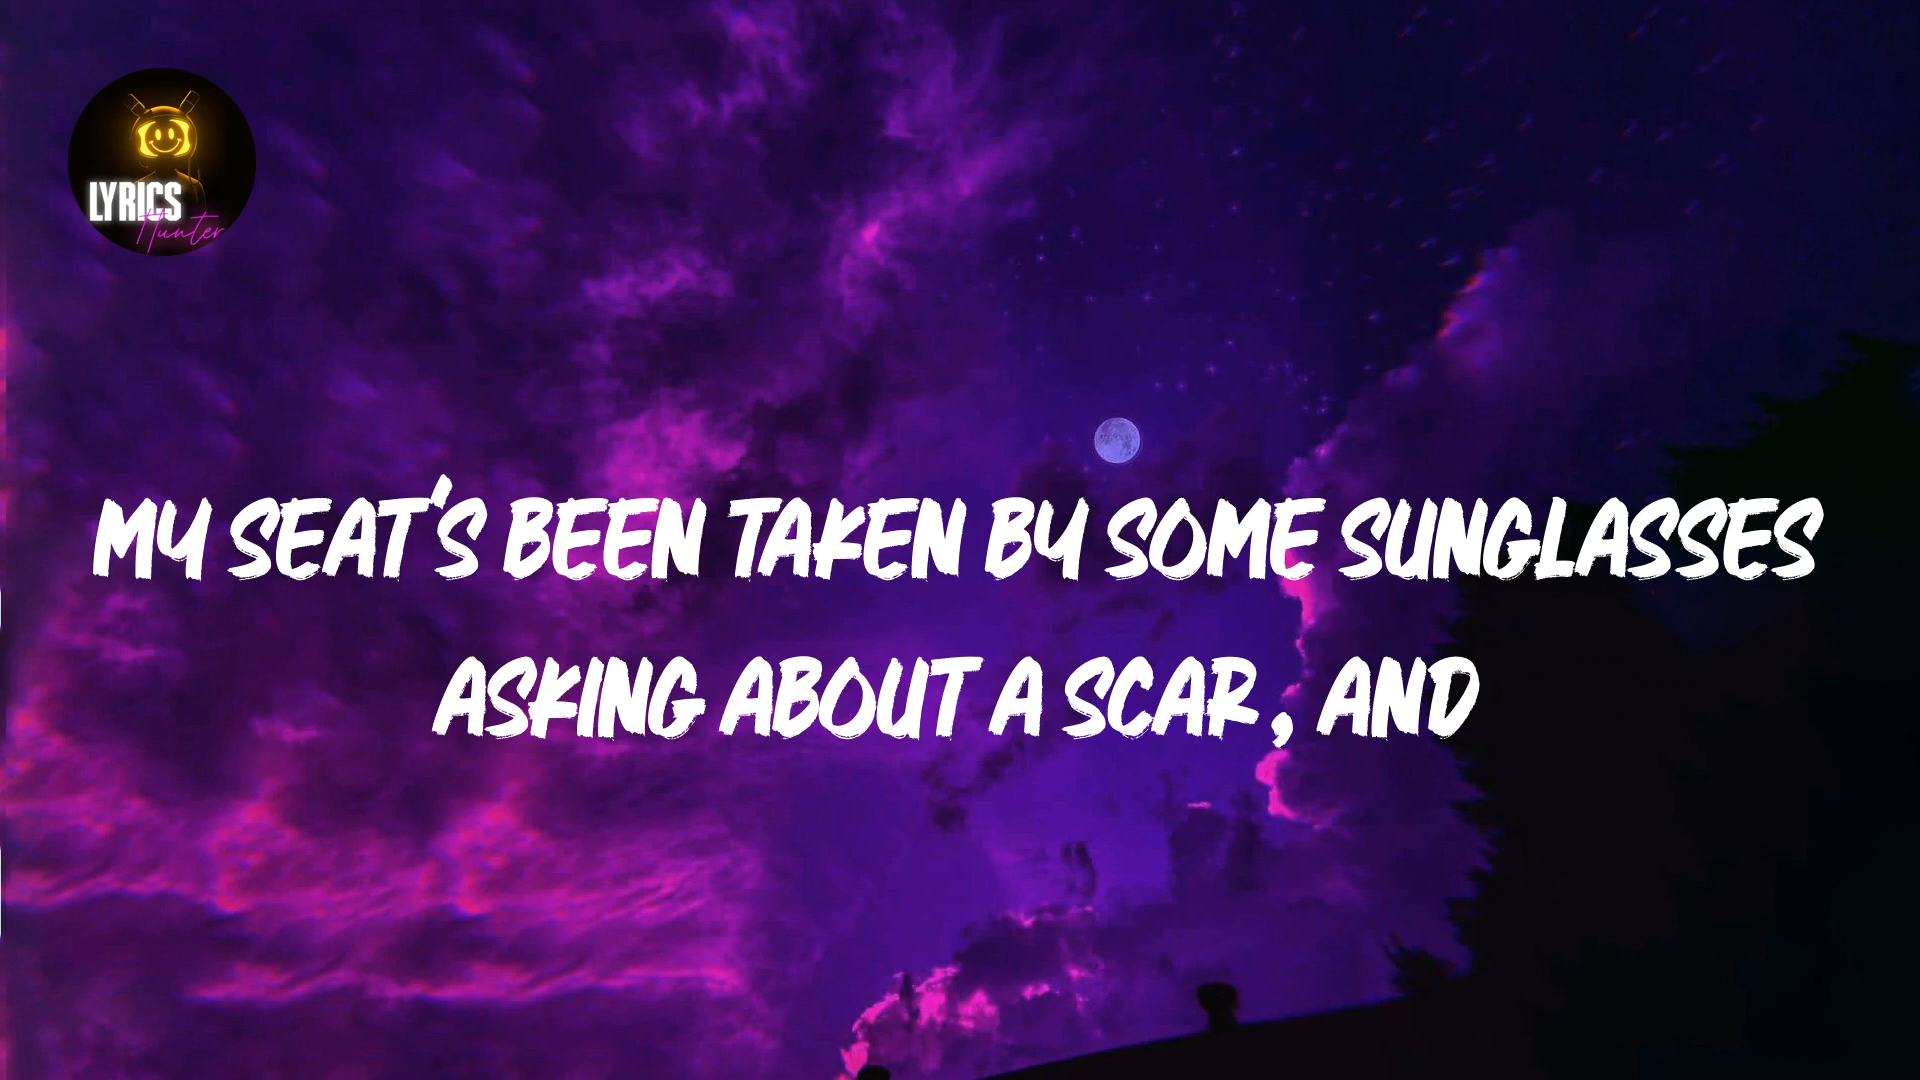 LYRICS
Hunter
MY SEAT'S BEEN TAKEN BY SOME SUNGLASSES
ASKING ABOUT A SCAR, AND